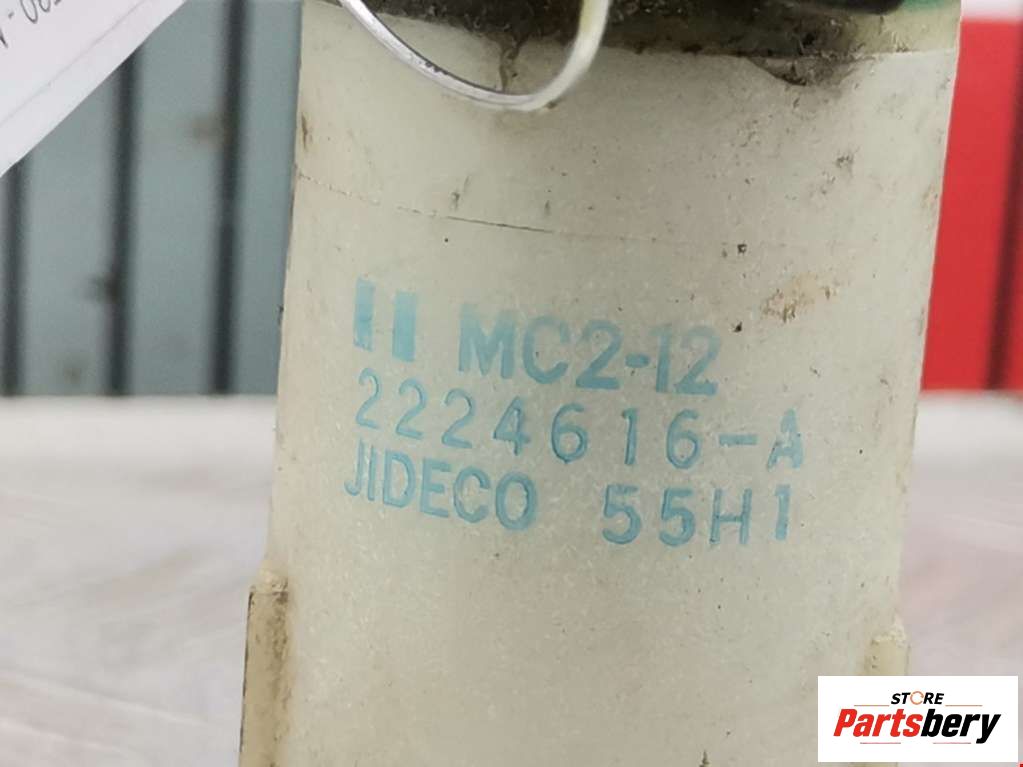 MC2-12
2224616-A
JIDECO 55H1
STORE
Partsbery